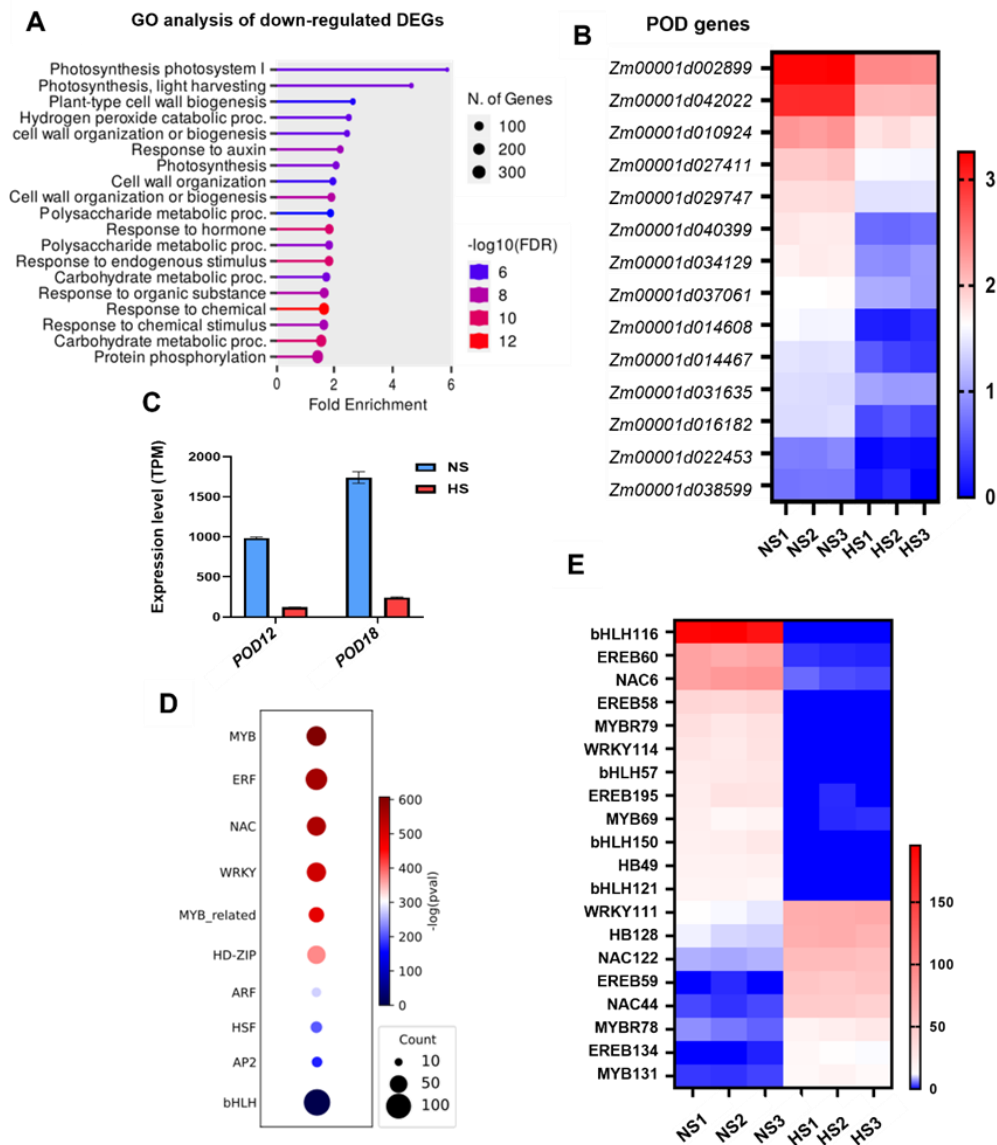 A
GO analysis of down-regulated DEGs
Photosynthesis photosystem I
Photosynthesis, light harvesting
Plant-type cell wall biogenesis
Hydrogen peroxide catabolic proc.
cell wall organization or biogenesis
Response to auxin
Photosynthesis
Cell wall organization
Cell wall organization or biogenesis
Polysaccharide metabolic proc.
Response to hormone
Polysaccharide metabolic proc.
Response to endogenous stimulus
Carbohydrate metabolic proc.
Response to organic substance
Response to chemical
Response to chemical stimulus
Carbohydrate metabolic proc.
Protein phosphorylation
0 2 4 6
Fold Enrichment
N. of Genes
100
200
300
-log10(FDR)
6
8
10
12
B
POD genes
Zm00001d002899
Zm00001d042022
Zm00001d010924
Zm00001d027411
Zm00001d029747
Zm00001d040399
Zm00001d034129
Zm00001d037061
Zm00001d014608
Zm00001d014467
Zm00001d031635
Zm00001d016182
Zm00001d022453
Zm00001d038599
NS1 NS2 NS3 HS1 HS2 HS3
3
2
1
0
C
Expression level (TPM)
2000
1500
1000
500
0
POD12 POD18
NS
HS
D
MYB
ERF
NAC
WRKY
MYB_related
HD-ZIP
ARF
HSF
AP2
bHLH
600
500
400
300
200
100
0
-log(pval)
Count
10
50
100
E
bHLH116
EREB60
NAC6
EREB58
MYBR79
WRKY114
bHLH57
EREB195
MYB69
bHLH150
HB49
bHLH121
WRKY111
HB128
NAC122
EREB59
NAC44
MYBR78
EREB134
MYB131
NS1 NS2 NS3 HS1 HS2 HS3
150
100
50
0